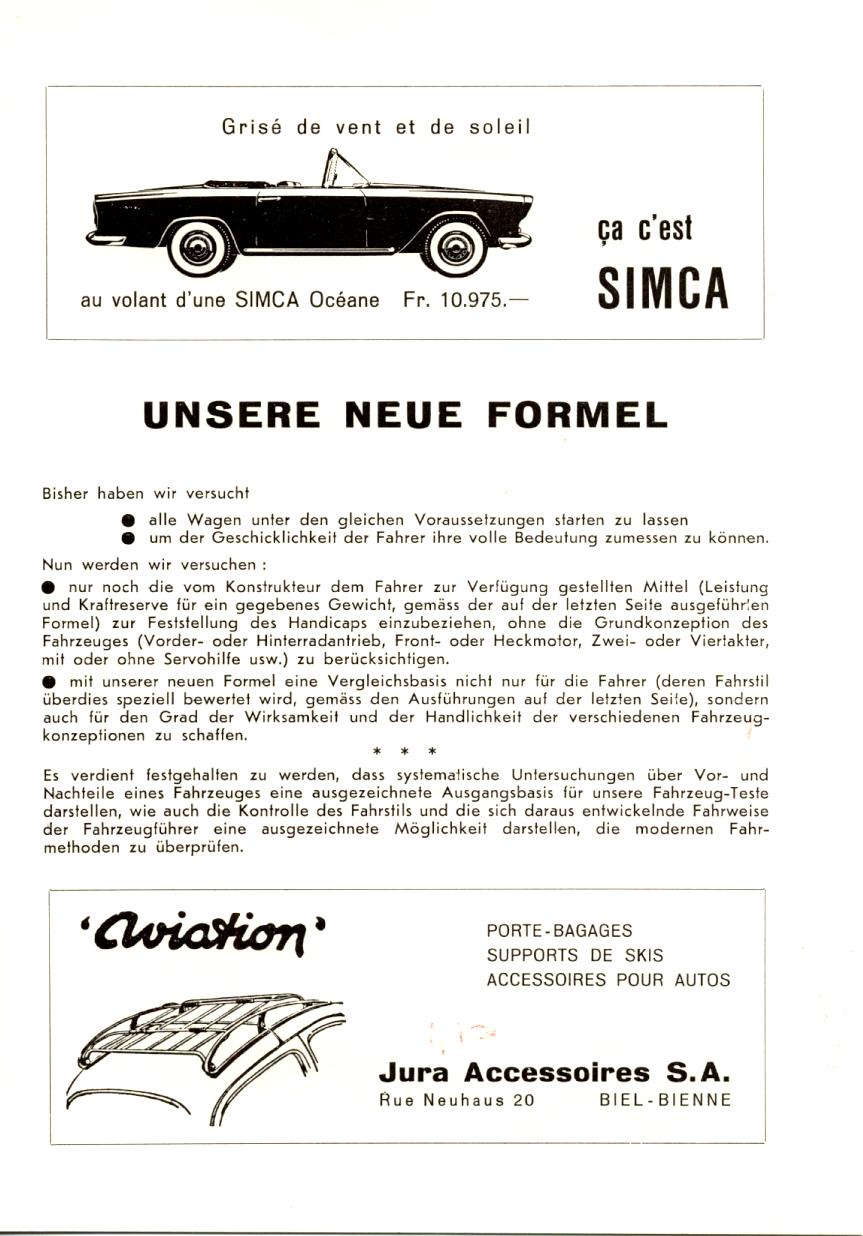 Grisé de vent et de soleil
au volant d'une SIMCA Océane Fr. 10.975.—
ça c'est
SIMCA
UNSERE NEUE FORMEL
Bisher haben wir versucht
● alle Wagen unter den gleichen Voraussetzungen starten zu lassen
● um der Geschicklichkeit der Fahrer ihre volle Bedeutung zumessen zu können.
Nun werden wir versuchen :
● nur noch die vom Konstrukteur dem Fahrer zur Verfügung gestellten Mittel (Leistung
und Kraftreserve für ein gegebenes Gewicht, gemäss der auf der letzten Seite ausgeführten
Formel) zur Feststellung des Handicaps einzubeziehen, ohne die Grundkonzeption des
Fahrzeuges (Vorder- oder Hinterradantrieb, Front- oder Heckmotor, Zwei- oder Viertakter,
mit oder ohne Servohilfe usw.) zu berücksichtigen.
● mit unserer neuen Formel eine Vergleichsbasis nicht nur für die Fahrer (deren Fahrstil
überdies speziell bewertet wird, gemäss den Ausführungen auf der letzten Seite), sondern
auch für den Grad der Wirksamkeit und der Handlichkeit der verschiedenen Fahrzeug-
konzeptionen zu schaffen.
* * *
Es verdient festgehalten zu werden, dass systematische Untersuchungen über Vor- und
Nachteile eines Fahrzeuges eine ausgezeichnete Ausgangsbasis für unsere Fahrzeug-Teste
darstellen, wie auch die Kontrolle des Fahrstils und die sich daraus entwickelnde Fahrweise
der Fahrzeugführer eine ausgezeichnete Möglichkeit darstellen, die modernen Fahr-
methoden zu überprüfen.
'Aviation'
PORTE-BAGAGES
SUPPORTS DE SKIS
ACCESSOIRES POUR AUTOS
Jura Accessoires S.A.
Rue Neuhaus 20 BIEL-BIENNE